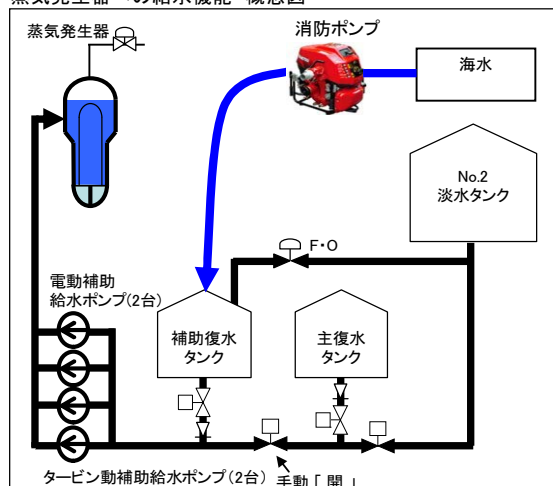 蒸気発生器への給水機能 概念図
蒸気発生器
消防ポンプ
海水
No.2
淡水タンク
F・O
電動補助
給水ポンプ(2台)
補助復水
タンク
主復水
タンク
タービン動補助給水ポンプ(2台)
手動「開」